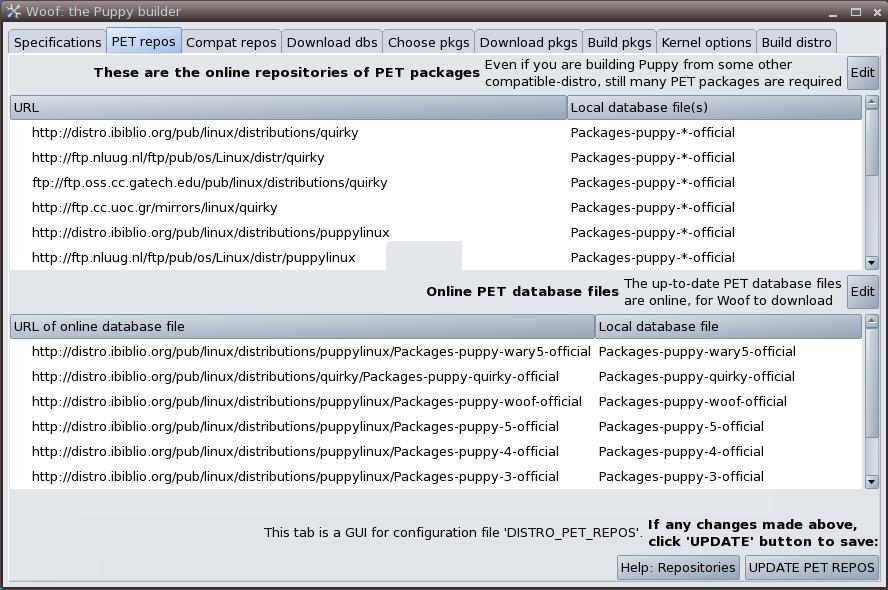 Woof: the Puppy builder
Specifications PET repos Compat repos Download dbs Choose pkgs Download pkgs Build pkgs Kernel options Build distro
These are the online repositories of PET packages
Even if you are building Puppy from some other
compatible-distro, still many PET packages are required
Edit
URL Local database file(s)
http://distro.ibiblio.org/pub/linux/distributions/quirky Packages-puppy-*-official
http://ftp.nluug.nl/ftp/pub/os/Linux/distr/quirky Packages-puppy-*-official
ftp://ftp.oss.cc.gatech.edu/pub/linux/distributions/quirky Packages-puppy-*-official
http://ftp.cc.uoc.gr/mirrors/linux/quirky Packages-puppy-*-official
http://distro.ibiblio.org/pub/linux/distributions/puppylinux Packages-puppy-*-official
http://ftp.nluug.nl/ftp/pub/os/Linux/distr/puppylinux Packages-puppy-*-official
Online PET database files
The up-to-date PET database files
are online, for Woof to download
Edit
URL of online database file Local database file
http://distro.ibiblio.org/pub/linux/distributions/puppylinux/Packages-puppy-wary5-official Packages-puppy-wary5-official
http://distro.ibiblio.org/pub/linux/distributions/quirky/Packages-puppy-quirky-official Packages-puppy-quirky-official
http://distro.ibiblio.org/pub/linux/distributions/puppylinux/Packages-puppy-woof-official Packages-puppy-woof-official
http://distro.ibiblio.org/pub/linux/distributions/puppylinux/Packages-puppy-5-official Packages-puppy-5-official
http://distro.ibiblio.org/pub/linux/distributions/puppylinux/Packages-puppy-4-official Packages-puppy-4-official
http://distro.ibiblio.org/pub/linux/distributions/puppylinux/Packages-puppy-3-official Packages-puppy-3-official
This tab is a GUI for configuration file 'DISTRO_PET_REPOS'.
If any changes made above,
click 'UPDATE' button to save:
Help: Repositories UPDATE PET REPOS